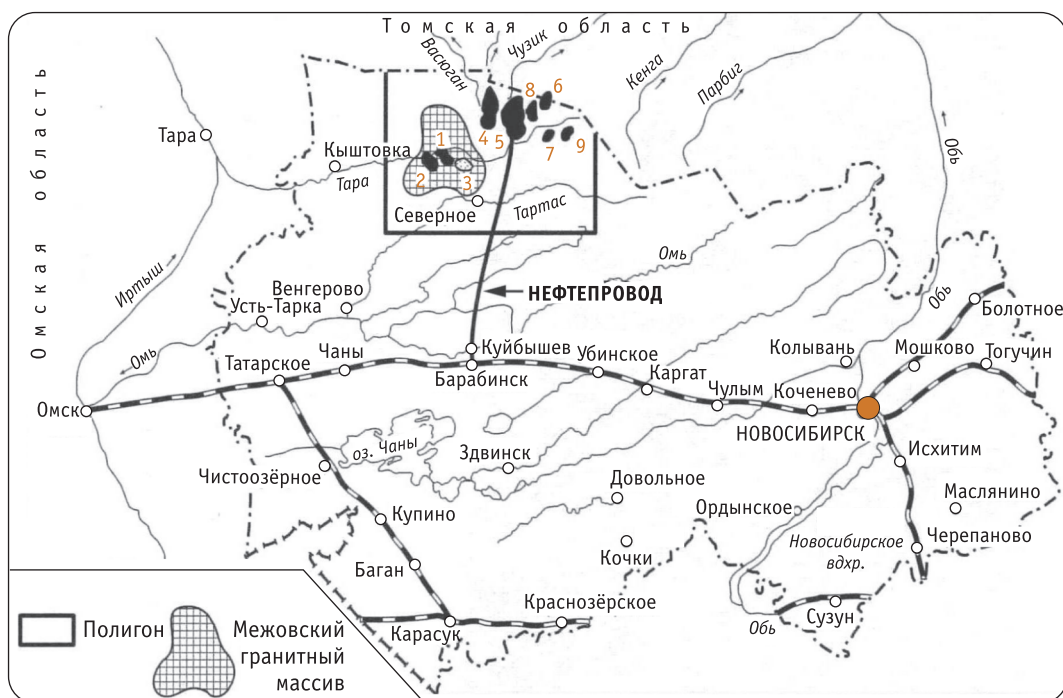 Томская область
Омская область
Васюган
Чузик
Кенга
Парбиг
Обь
8
6
4
5
7
9
1
2
3
Тара
Кыштовка
Тара
Северное
Тартас
Иртыш
Омь
Венгерово
Усть-Тарка
НЕФТЕПРОВОД
Обь
Болотное
Омь
Чаны
Куйбышев
Убинское
Колывань
Мошково
Тогучин
Татарское
Барабинск
Каргат
Чулым
Коченево
Омск
НОВОСИБИРСК
оз. Чаны
Здвинск
Исхитим
Чистоозёрное
Довольное
Ордынское
Маслянино
Купино
Новосибирское
вдхр.
Черепаново
Кочки
Баган
Краснозёрское
Карасук
Обь
Сузун
Полигон
Межовский
гранитный
массив